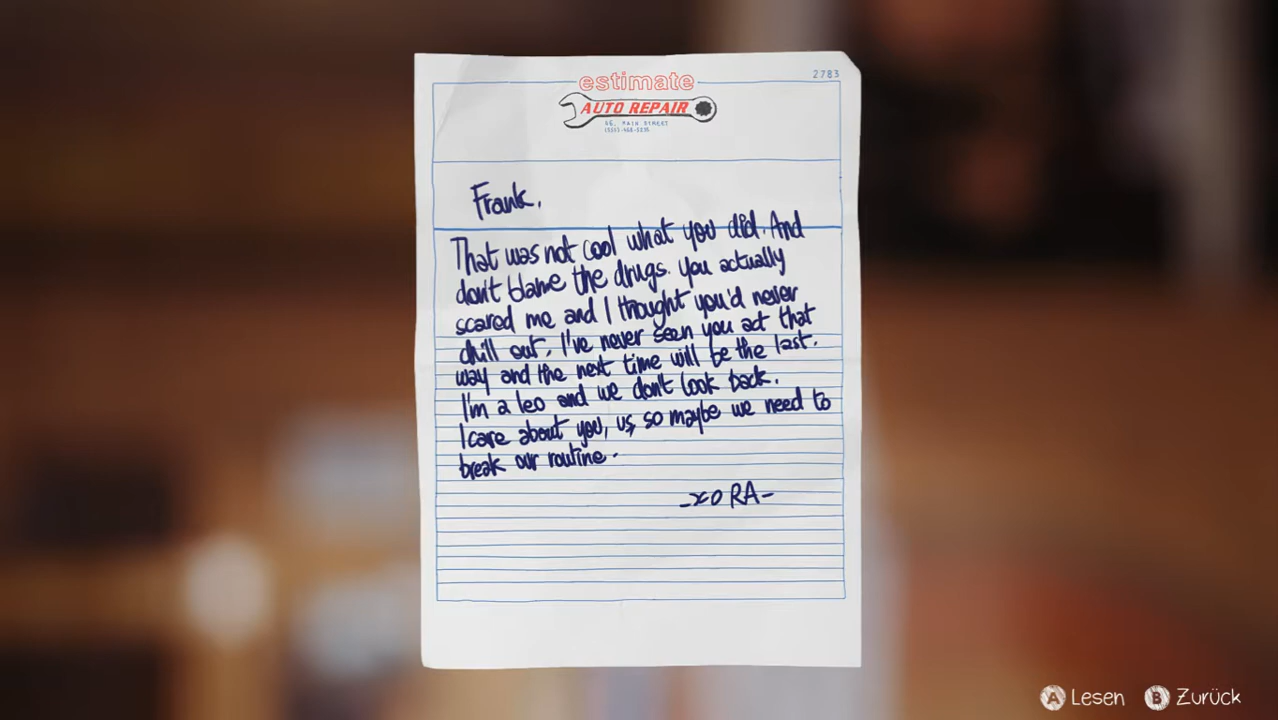 2783
estimate
AUTO REPAIR
46, MAIN STREET
Frank,
That was not cool what you did. And
don't blame the drugs. You actually
scared me and I thought you'd never
chill out. I've never seen you act that
way and the next time will be the last.
I'm a leo and we don't look back.
I care about you, us, so maybe we need to
break our routine.
-xo RA-
A Lesen B Zurück